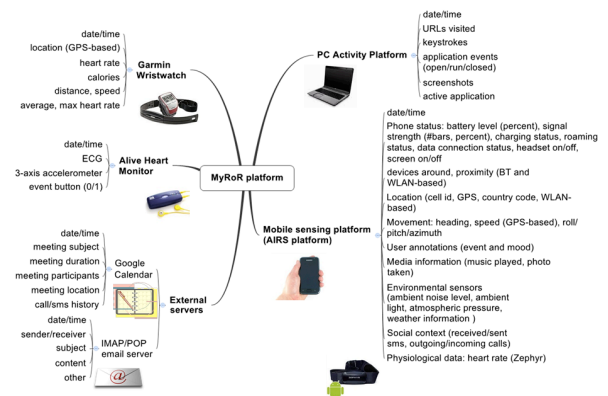 date/time
location (GPS-based)
heart rate
calories
distance, speed
average, max heart rate
Garmin
Wristwatch
date/time
ECG
3-axis accelerometer
event button (0/1)
Alive Heart
Monitor
date/time
meeting subject
meeting duration
meeting participants
meeting location
call/sms history
Google
Calendar
date/time
sender/receiver
subject
content
other
IMAP/POP
email server
External
servers
MyRoR platform
PC Activity Platform
date/time
URLs visited
keystrokes
application events
(open/run/closed)
screenshots
active application
Mobile sensing platform
(AIRS platform)
date/time
Phone status: battery level (percent), signal
strength (#bars, percent), charging status, roaming
status, data connection status, headset on/off,
screen on/off
devices around, proximity (BT and
WLAN-based)
Location (cell id, GPS, country code, WLAN-
based)
Movement: heading, speed (GPS-based), roll/
pitch/azimuth
User annotations (event and mood)
Media information (music played, photo
taken)
Environmental sensors
(ambient noise level, ambient
light, atmospheric pressure,
weather information )
Social context (received/sent
sms, outgoing/incoming calls)
Physiological data: heart rate (Zephyr)